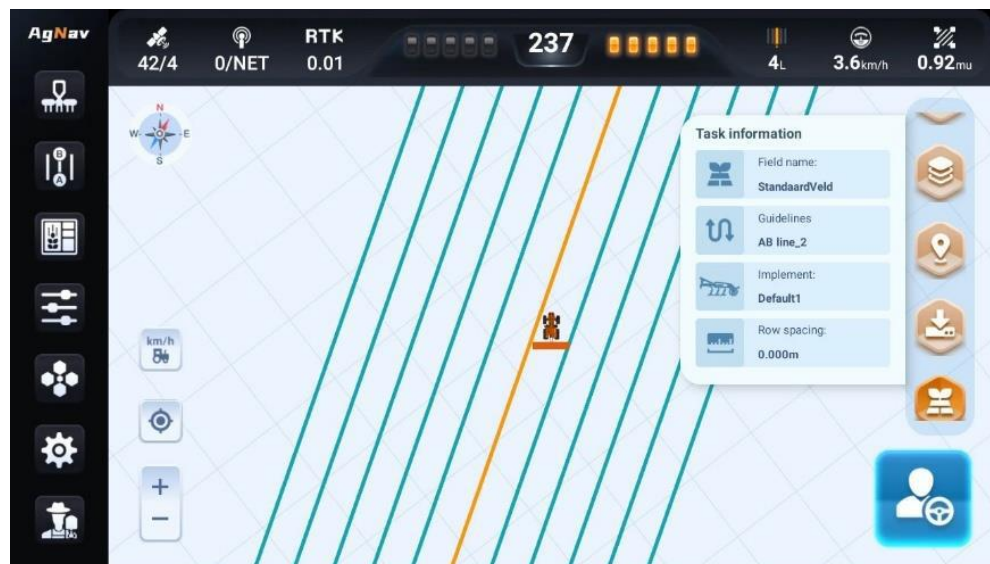 AgNav
42/4
0/NET
RTK
0.01
237
4L
3.6km/h
0.92mu
N
W
E
S
Task information
Field name:
StandaardVeld
Guidelines
AB line_2
Implement:
Default1
Row spacing:
0.000m
B
A
km/h
+
−